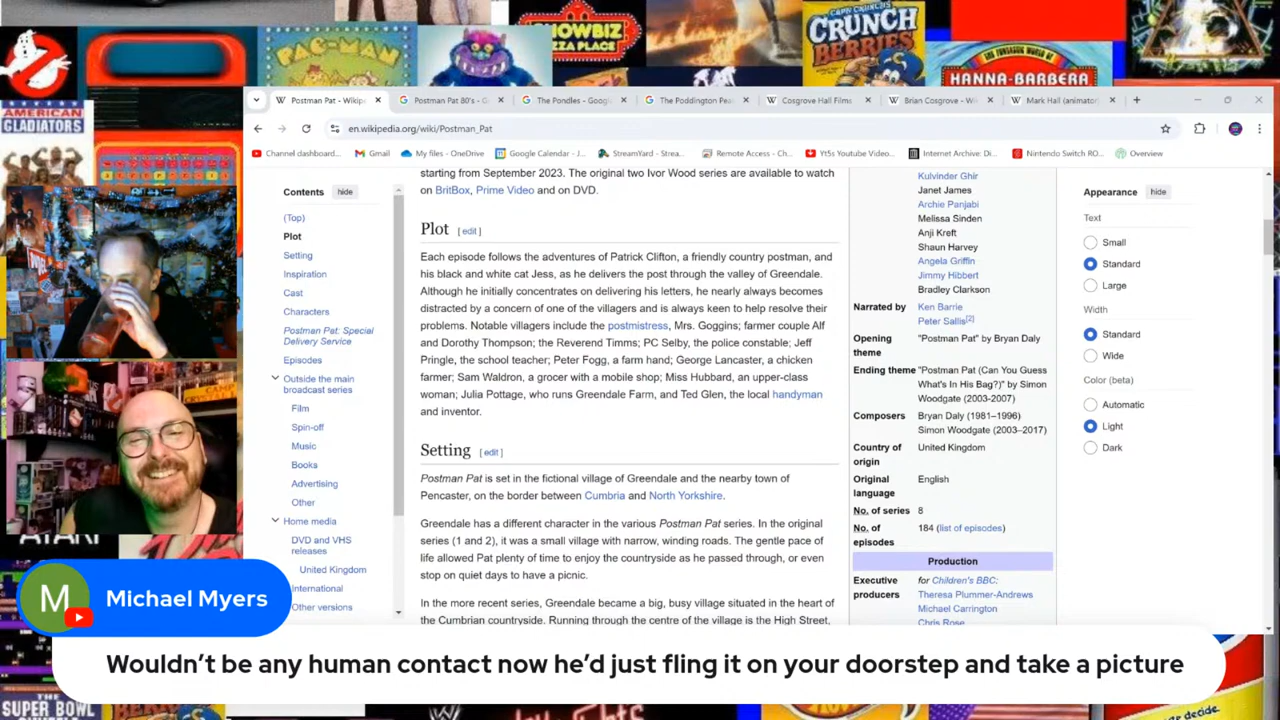 SHOWBIZ
PIZZA PLACE
CAP'N CRUNCH'S
CRUNCH
BERRIES
PAC-MAN
THE FUNTASTIC WORLD OF
HANNA-BARBERA
AMERICAN
GLADIATORS
Postman Pat - Wikip
Postman Pat 80's - G
The Pondles - Googl
The Poddington Pea
Cosgrove Hall Films
Brian Cosgrove - W
Mark Hall (animator)
en.wikipedia.org/wiki/Postman_Pat
Channel dashboard...
Gmail
My files - OneDrive
Google Calendar - J...
StreamYard - Strea...
Remote Access - Ch...
Yt5s Youtube Video...
Internet Archive: Di...
Nintendo Switch RO...
Overview
Contents
hide
(Top)
Plot
Setting
Inspiration
Cast
Characters
Postman Pat: Special
Delivery Service
Episodes
Outside the main
broadcast series
Film
Spin-off
Music
Books
Advertising
Other
Home media
DVD and VHS
releases
United Kingdom
International
Other versions
starting from September 2023. The original two Ivor Wood series are available to watch
on BritBox, Prime Video and on DVD.
Plot [ edit ]
Each episode follows the adventures of Patrick Clifton, a friendly country postman, and
his black and white cat Jess, as he delivers the post through the valley of Greendale.
Although he initially concentrates on delivering his letters, he nearly always becomes
distracted by a concern of one of the villagers and is always keen to help resolve their
problems. Notable villagers include the postmistress, Mrs. Goggins; farmer couple Alf
and Dorothy Thompson; the Reverend Timms; PC Selby, the police constable; Jeff
Pringle, the school teacher; Peter Fogg, a farm hand; George Lancaster, a chicken
farmer; Sam Waldron, a grocer with a mobile shop; Miss Hubbard, an upper-class
woman; Julia Pottage, who runs Greendale Farm, and Ted Glen, the local handyman
and inventor.
Setting [ edit ]
Postman Pat is set in the fictional village of Greendale and the nearby town of
Pencaster, on the border between Cumbria and North Yorkshire.
Greendale has a different character in the various Postman Pat series. In the original
series (1 and 2), it was a small village with narrow, winding roads. The gentle pace of
life allowed Pat plenty of time to enjoy the countryside as he passed through, or even
stop on quiet days to have a picnic.
In the more recent series, Greendale became a big, busy village situated in the heart of
the Cumbrian countryside. Running through the centre of the village is the High Street,
Kulvinder Ghir
Janet James
Archie Panjabi
Melissa Sinden
Anji Kreft
Shaun Harvey
Angela Griffin
Jimmy Hibbert
Bradley Clarkson
Narrated by Ken Barrie
Peter Sallis[2]
Opening "Postman Pat" by Bryan Daly
theme
Ending theme "Postman Pat (Can You Guess
What's In His Bag?)" by Simon
Woodgate (2003-2007)
Composers Bryan Daly (1981–1996)
Simon Woodgate (2003–2017)
Country of United Kingdom
origin
Original English
language
No. of series 8
No. of 184 (list of episodes)
episodes
Production
Executive for Children's BBC:
producers Theresa Plummer-Andrews
Michael Carrington
Chris Rose
Appearance
hide
Text
Small
Standard
Large
Width
Standard
Wide
Color (beta)
Automatic
Light
Dark
CAMP
ATARI
M
Michael Myers
Wouldn't be any human contact now he'd just fling it on your doorstep and take a picture
THE
SUPER BOWL
decide.